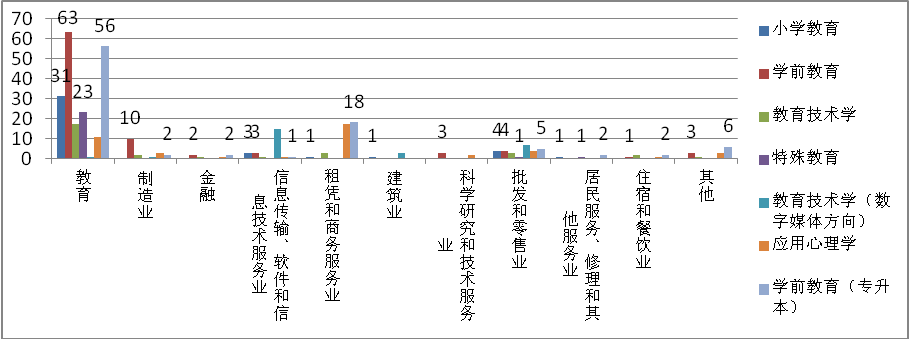 70
60
50
40
30
20
10
0
31
63
23
56
10
2
2
2
3
3
1
1
18
1
3
4
4
1
5
1
1
2
1
2
3
6
教育
制造业
金融
信息传输、软件和信
息技术服务业
租凭和商务服务业
建筑业
科学研究和技术服务
业
批发和零售业
居民服务、修理和其
他服务业
住宿和餐饮业
其他
小学教育
学前教育
教育技术学
特殊教育
教育技术学（数
字媒体方向）
应用心理学
学前教育（专升
本）